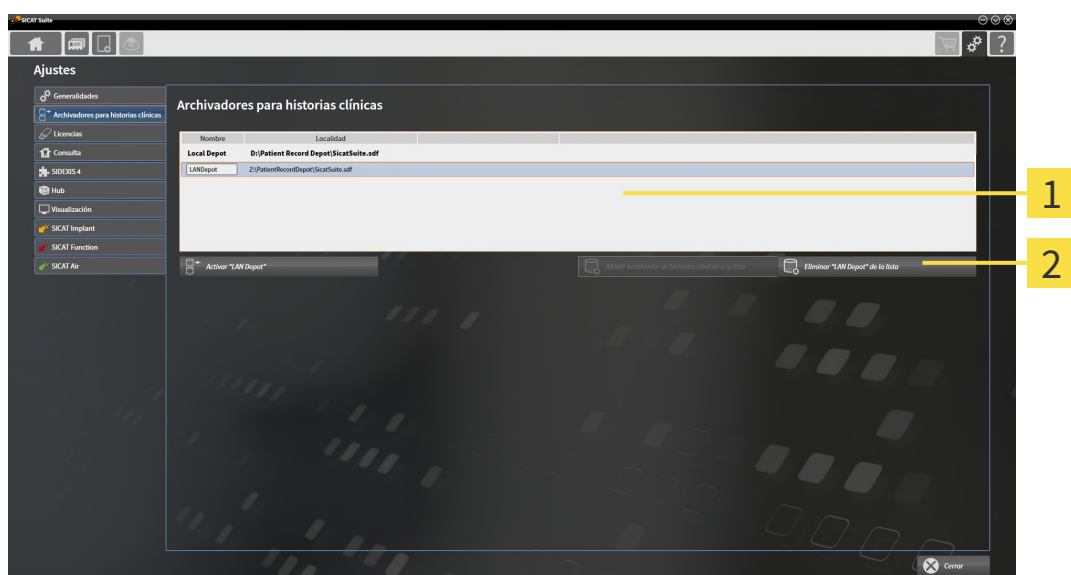 SICAT Suite
?
Ajustes
Generalidades
Archivadores para historias clínicas
Licencias
Consulta
SIDEXIS 4
Hub
Visualización
SICAT Implant
SICAT Function
SICAT Air
Archivadores para historias clínicas
Nombre Localidad
Local Depot D:\Patient Record Depot\SicatSuite.sdf
LANDepot Z:\PatientRecordDepot\SicatSuite.sdf
Activar "LAN Depot"
Añadir archivador de historias clínicas a la lista
Eliminar "LAN Depot" de la lista
1
2
Cerrar